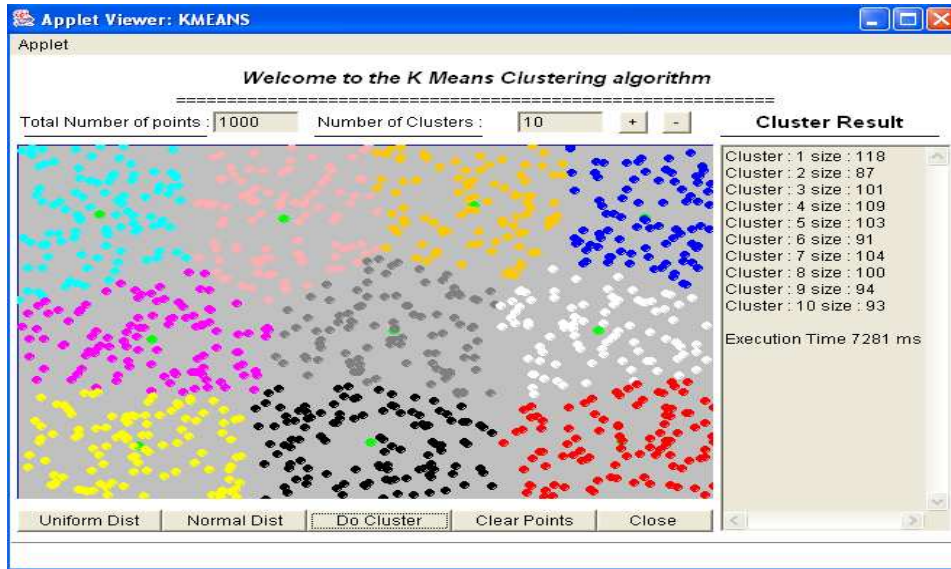 Applet Viewer: KMEANS
Applet
Welcome to the K Means Clustering algorithm
===========================================================
Total Number of points : 1000 Number of Clusters : 10 + - Cluster Result
Cluster : 1 size : 118
Cluster : 2 size : 87
Cluster : 3 size : 101
Cluster : 4 size : 109
Cluster : 5 size : 103
Cluster : 6 size : 91
Cluster : 7 size : 104
Cluster : 8 size : 100
Cluster : 9 size : 94
Cluster : 10 size : 93
Execution Time 7281 ms
Uniform Dist Normal Dist Do Cluster Clear Points Close